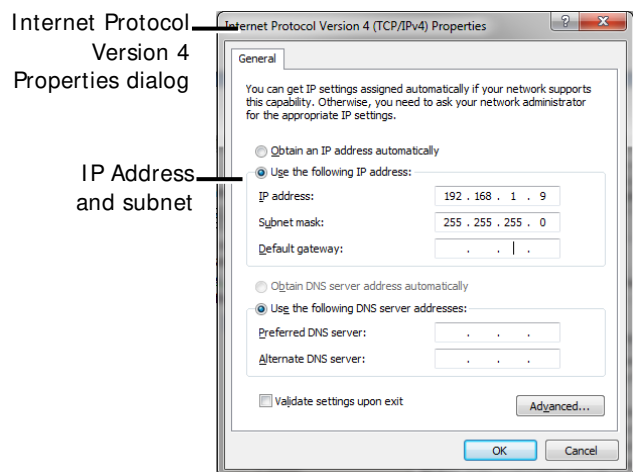 Internet Protocol
Version 4
Properties dialog
IP Address
and subnet
Internet Protocol Version 4 (TCP/IPv4) Properties
?
X
General
You can get IP settings assigned automatically if your network supports
this capability. Otherwise, you need to ask your network administrator
for the appropriate IP settings.
Obtain an IP address automatically
Use the following IP address:
IP address: 192 . 168 . 1 . 9
Subnet mask: 255 . 255 . 255 . 0
Default gateway: . . .
Obtain DNS server address automatically
Use the following DNS server addresses:
Preferred DNS server: . . .
Alternate DNS server: . . .
Validate settings upon exit
Advanced...
OK Cancel